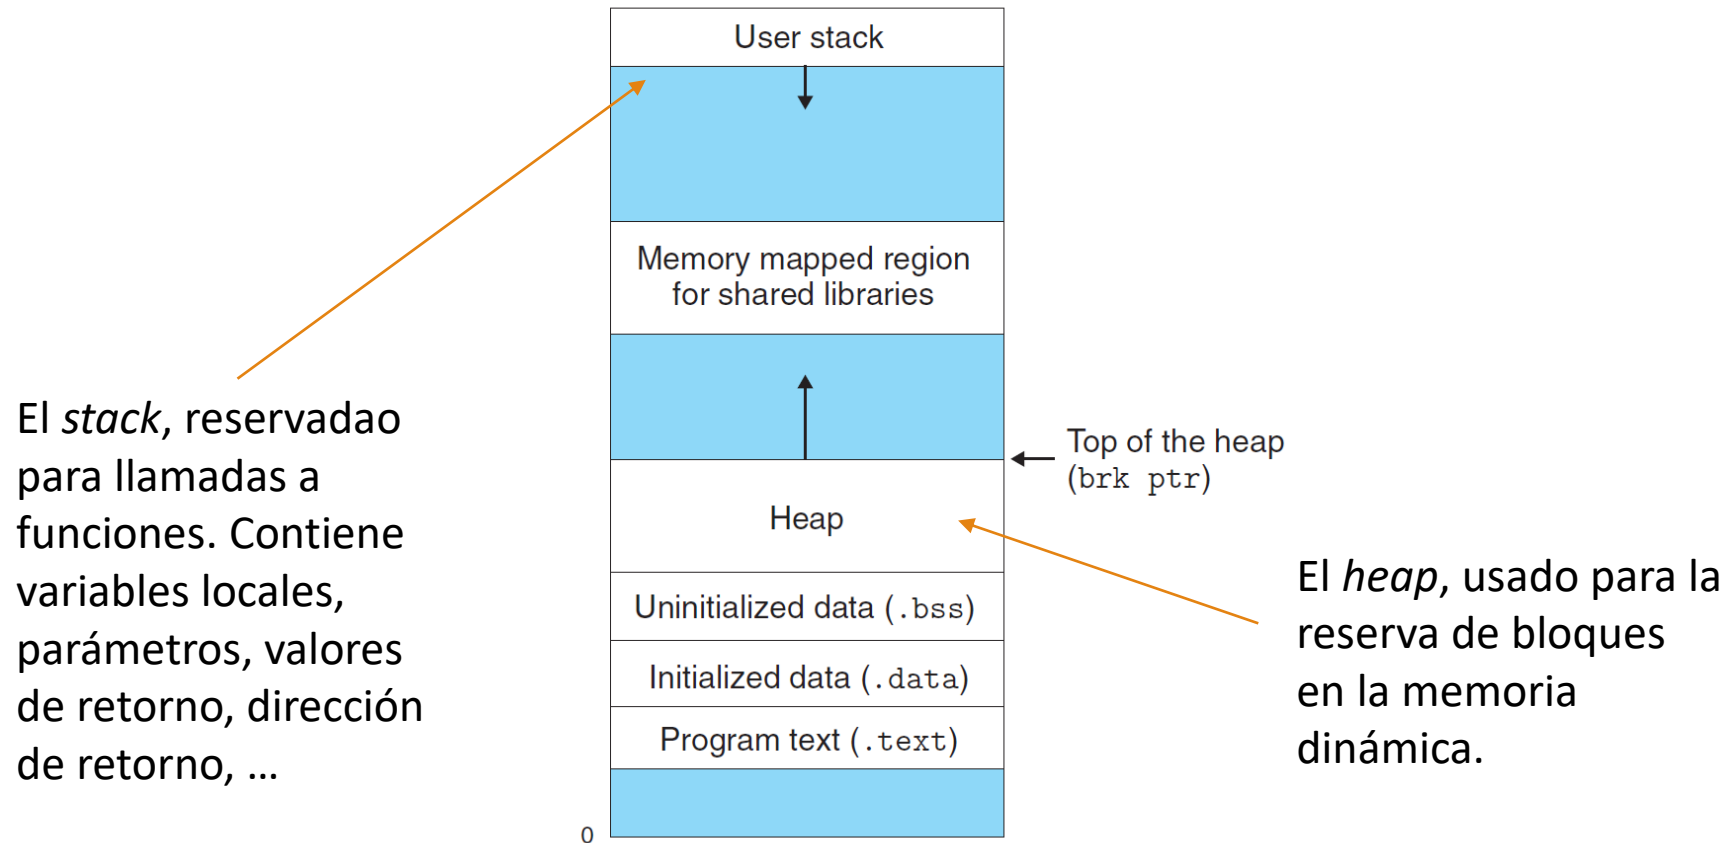 User stack
Memory mapped region
for shared libraries
Top of the heap
(brk ptr)
Heap
Uninitialized data (.bss)
Initialized data (.data)
Program text (.text)
0
El stack, reservadao
para llamadas a
funciones. Contiene
variables locales,
parámetros, valores
de retorno, dirección
de retorno, …
El heap, usado para la
reserva de bloques
en la memoria
dinámica.